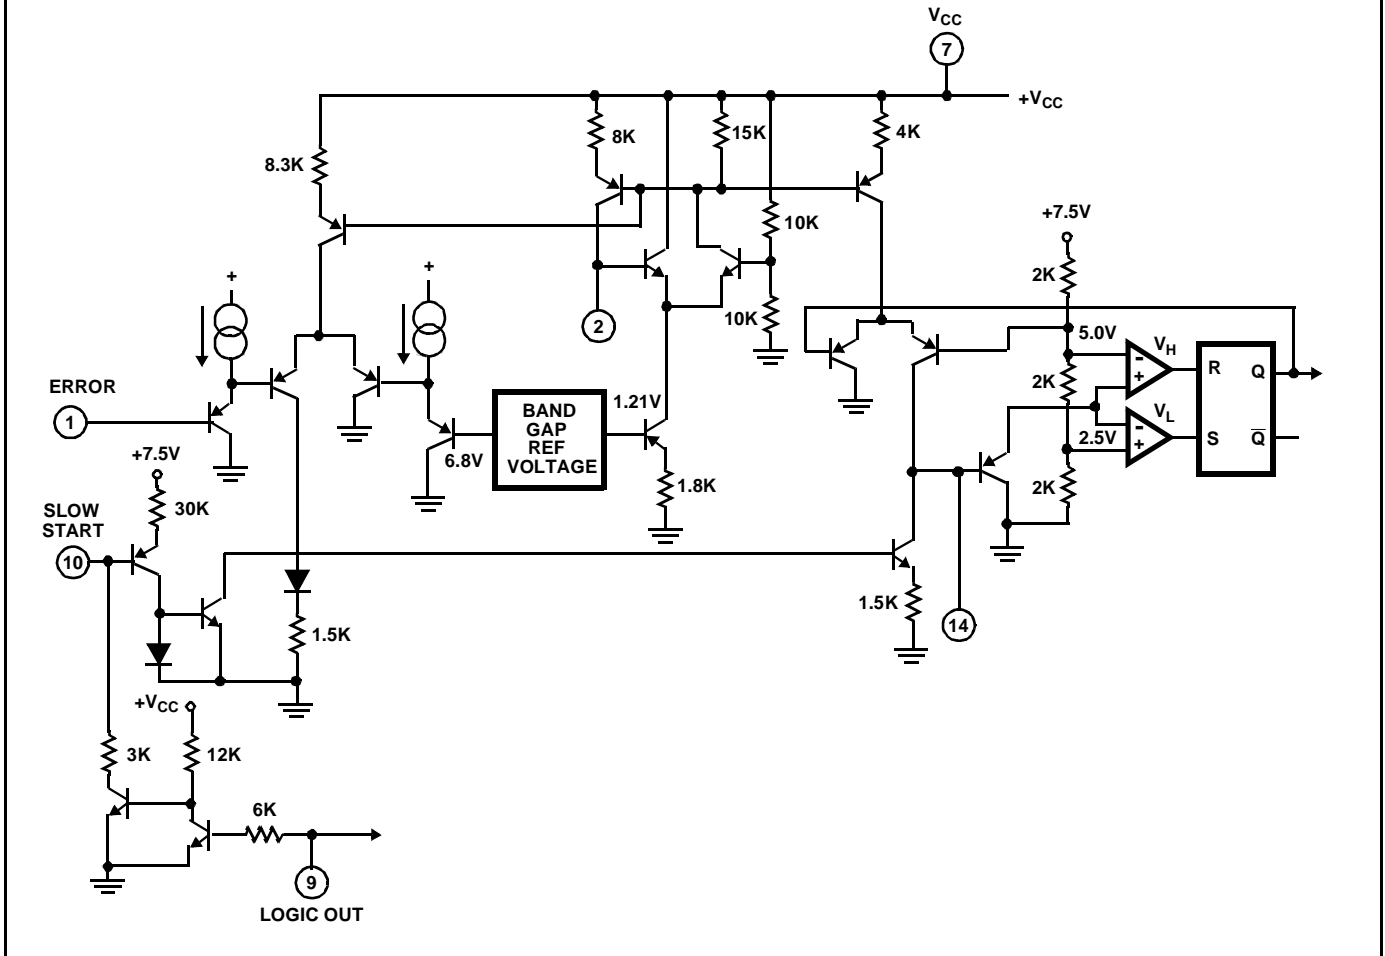 VCC
7
+VCC
8K
15K
4K
8.3K
10K
+7.5V
2K
+
+
10K
2
5.0V
VH
-
+
R
Q
ERROR
1
2K
1.21V
BAND
GAP
REF
VOLTAGE
6.8V
VL
-
+
2.5V
S
Q
+7.5V
30K
1.8K
2K
SLOW
START
10
1.5K
14
1.5K
+VCC
3K
12K
6K
9
LOGIC OUT